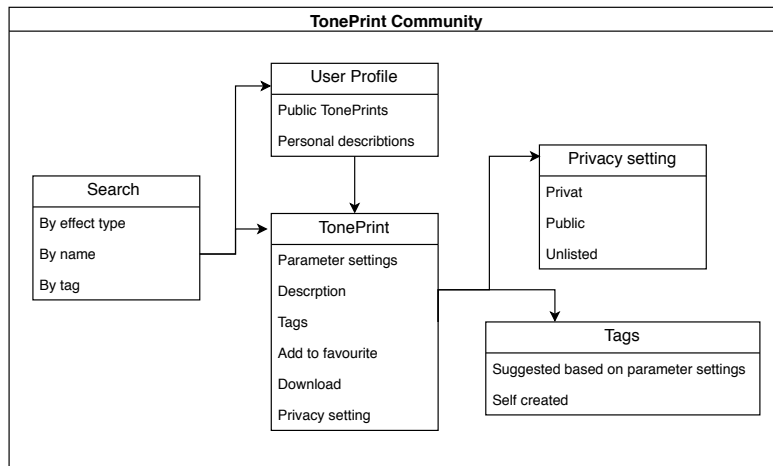 TonePrint Community
User Profile
Public TonePrints
Personal describtions
Search
By effect type
By name
By tag
TonePrint
Parameter settings
Descrption
Tags
Add to favourite
Download
Privacy setting
Privacy setting
Privat
Public
Unlisted
Tags
Suggested based on parameter settings
Self created